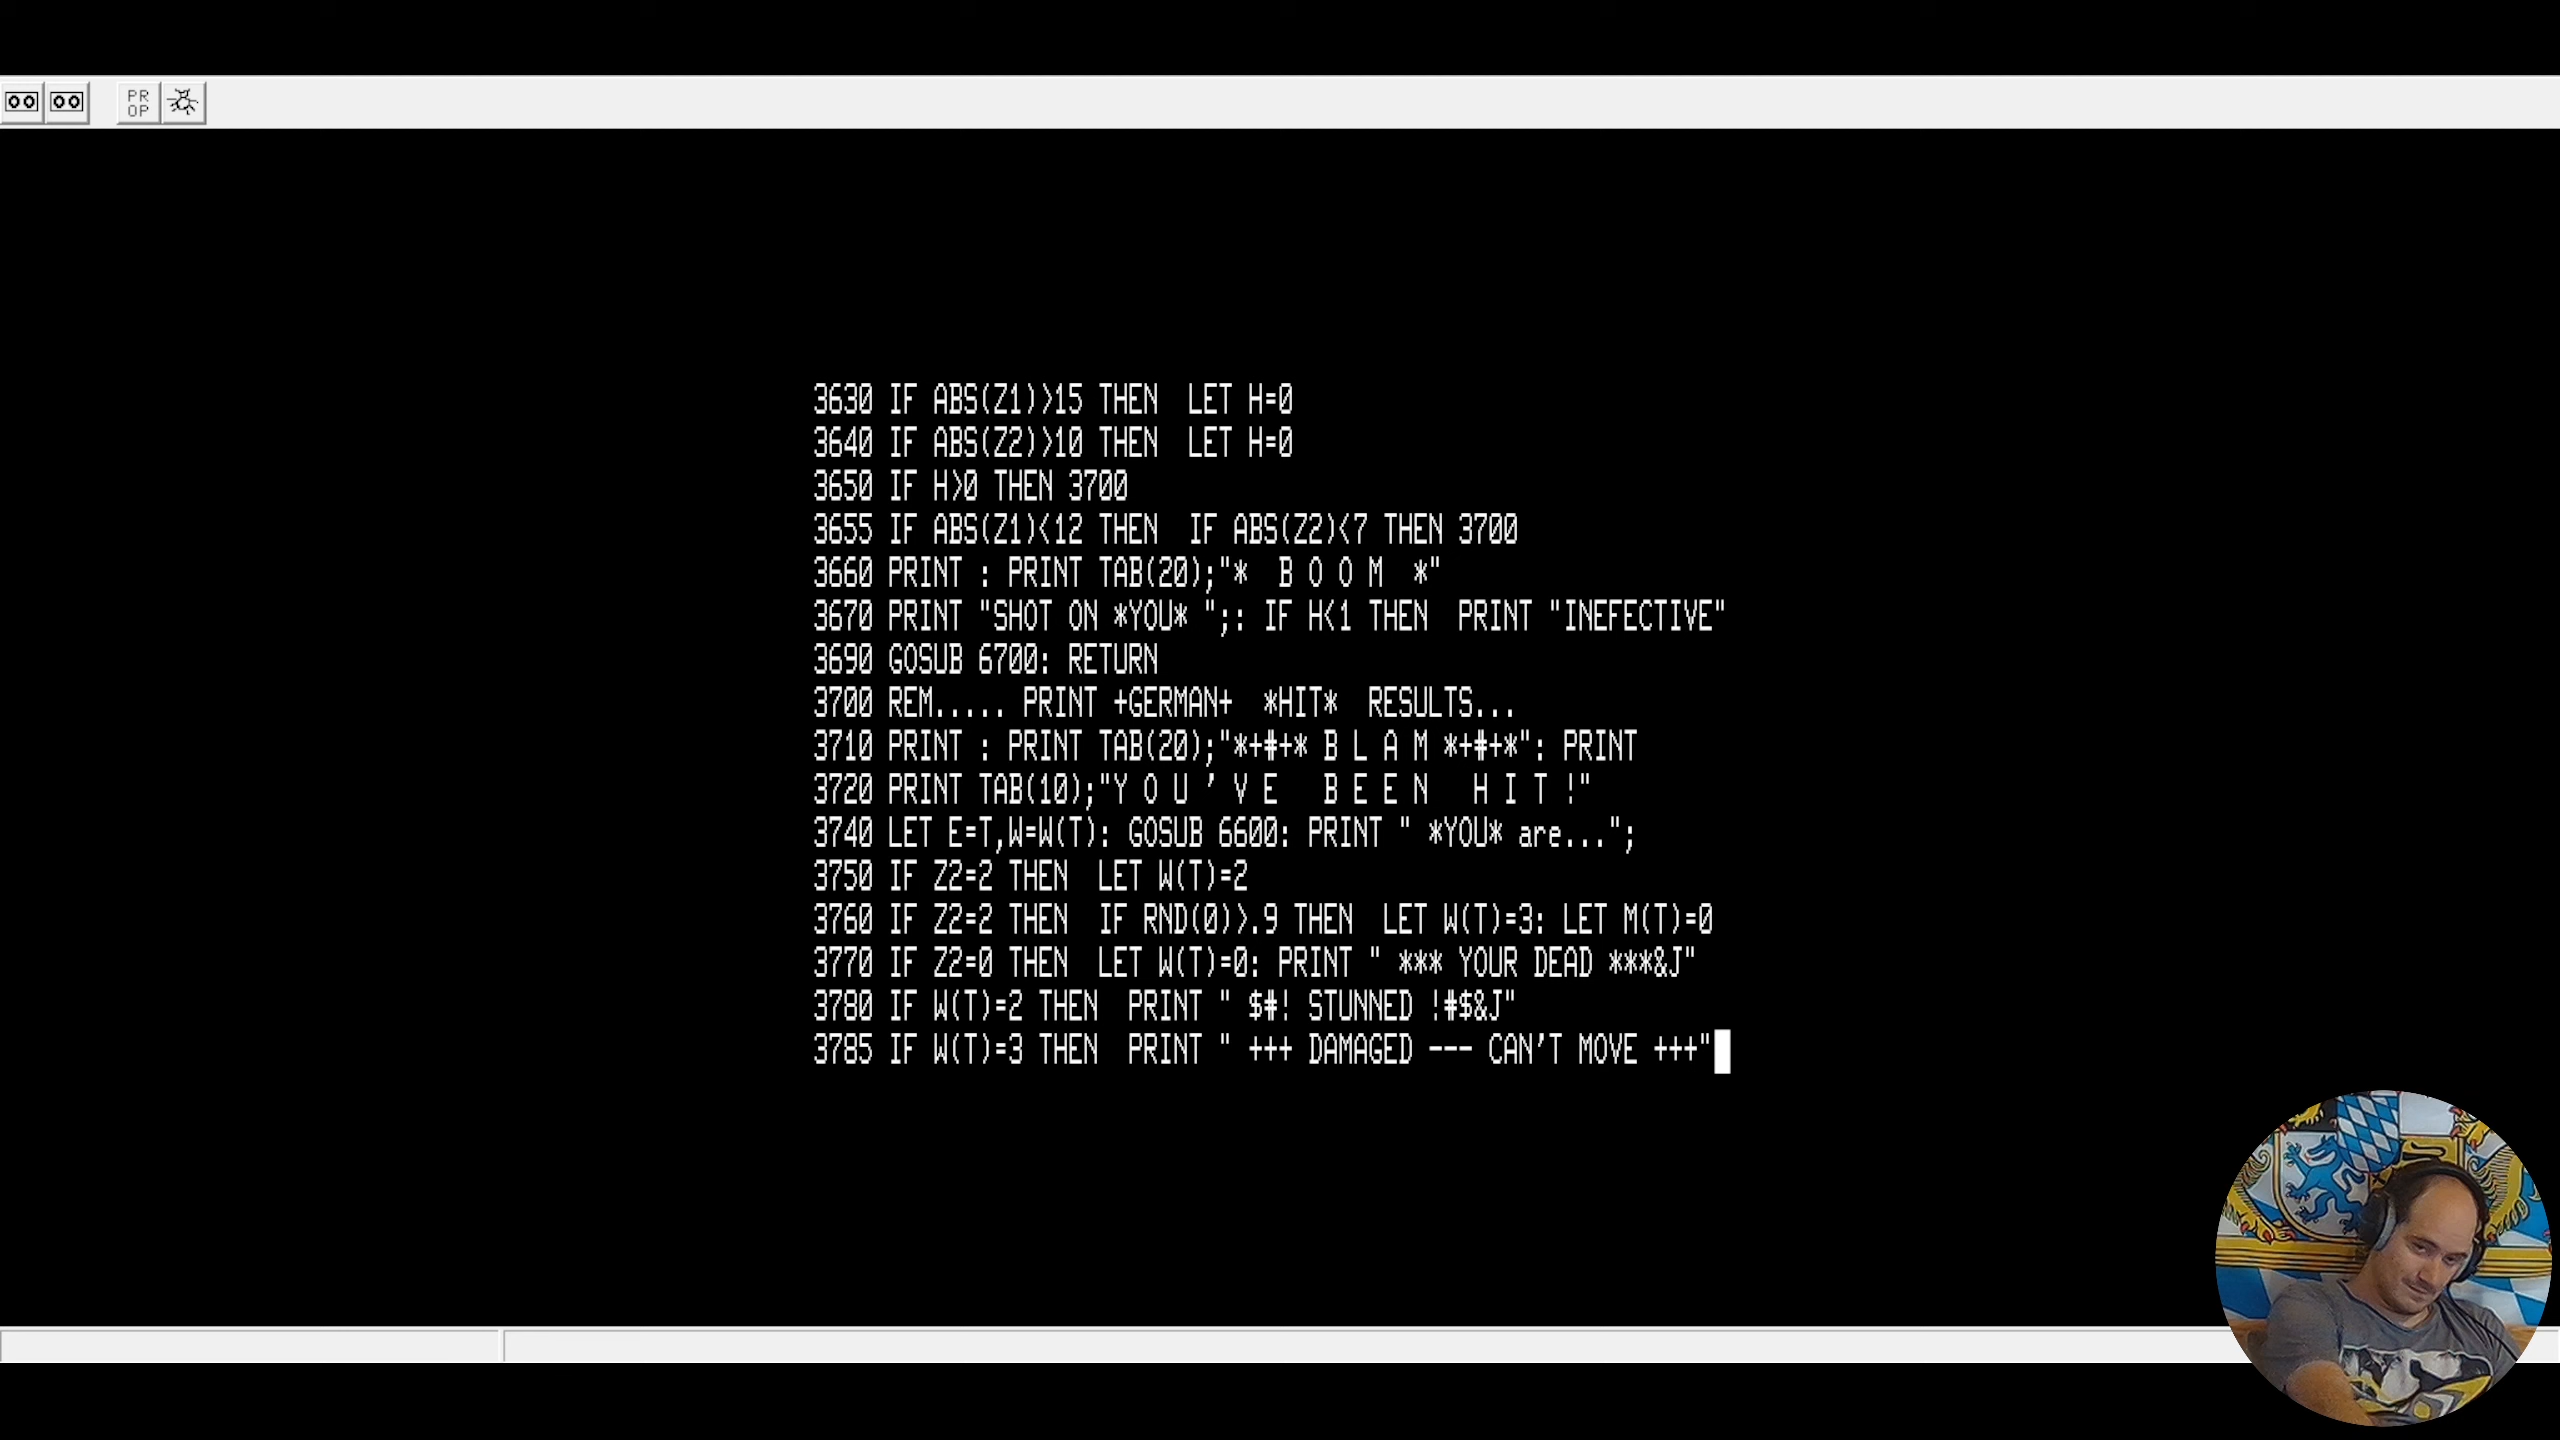 PR
OP
3630 IF ABS(Z1)>15 THEN  LET H=0
3640 IF ABS(Z2)>10 THEN  LET H=0
3650 IF H>0 THEN 3700
3655 IF ABS(Z1)<12 THEN  IF ABS(Z2)<7 THEN 3700
3660 PRINT : PRINT TAB(20);"*  B O O M  *"
3670 PRINT "SHOT ON *YOU* ";: IF H<1 THEN  PRINT "INEFECTIVE"
3690 GOSUB 6700: RETURN
3700 REM..... PRINT +GERMAN+  *HIT*  RESULTS...
3710 PRINT : PRINT TAB(20);"*+#+* B L A M *+#+*": PRINT
3720 PRINT TAB(10);"Y O U ' V E   B E E N   H I T !"
3740 LET E=T,W=W(T): GOSUB 6600: PRINT " *YOU* are...";
3750 IF Z2=2 THEN  LET W(T)=2
3760 IF Z2=2 THEN  IF RND(0)>.9 THEN  LET W(T)=3: LET M(T)=0
3770 IF Z2=0 THEN  LET W(T)=0: PRINT " *** YOUR DEAD ***&J"
3780 IF W(T)=2 THEN  PRINT " $#! STUNNED !#$&J"
3785 IF W(T)=3 THEN  PRINT " +++ DAMAGED --- CAN'T MOVE +++"